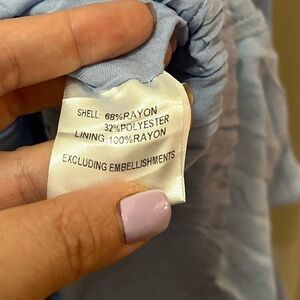 SHELL: 68%RAYON
32%POLYESTER
LINING:100%RAYON
EXCLUDING EMBELLISHMENTS